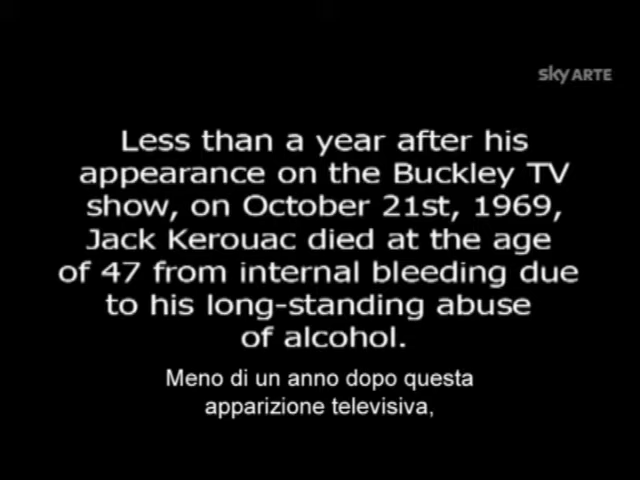 sky ARTE
Less than a year after his
appearance on the Buckley TV
show, on October 21st, 1969,
Jack Kerouac died at the age
of 47 from internal bleeding due
to his long-standing abuse
of alcohol.
Meno di un anno dopo questa
apparizione televisiva,